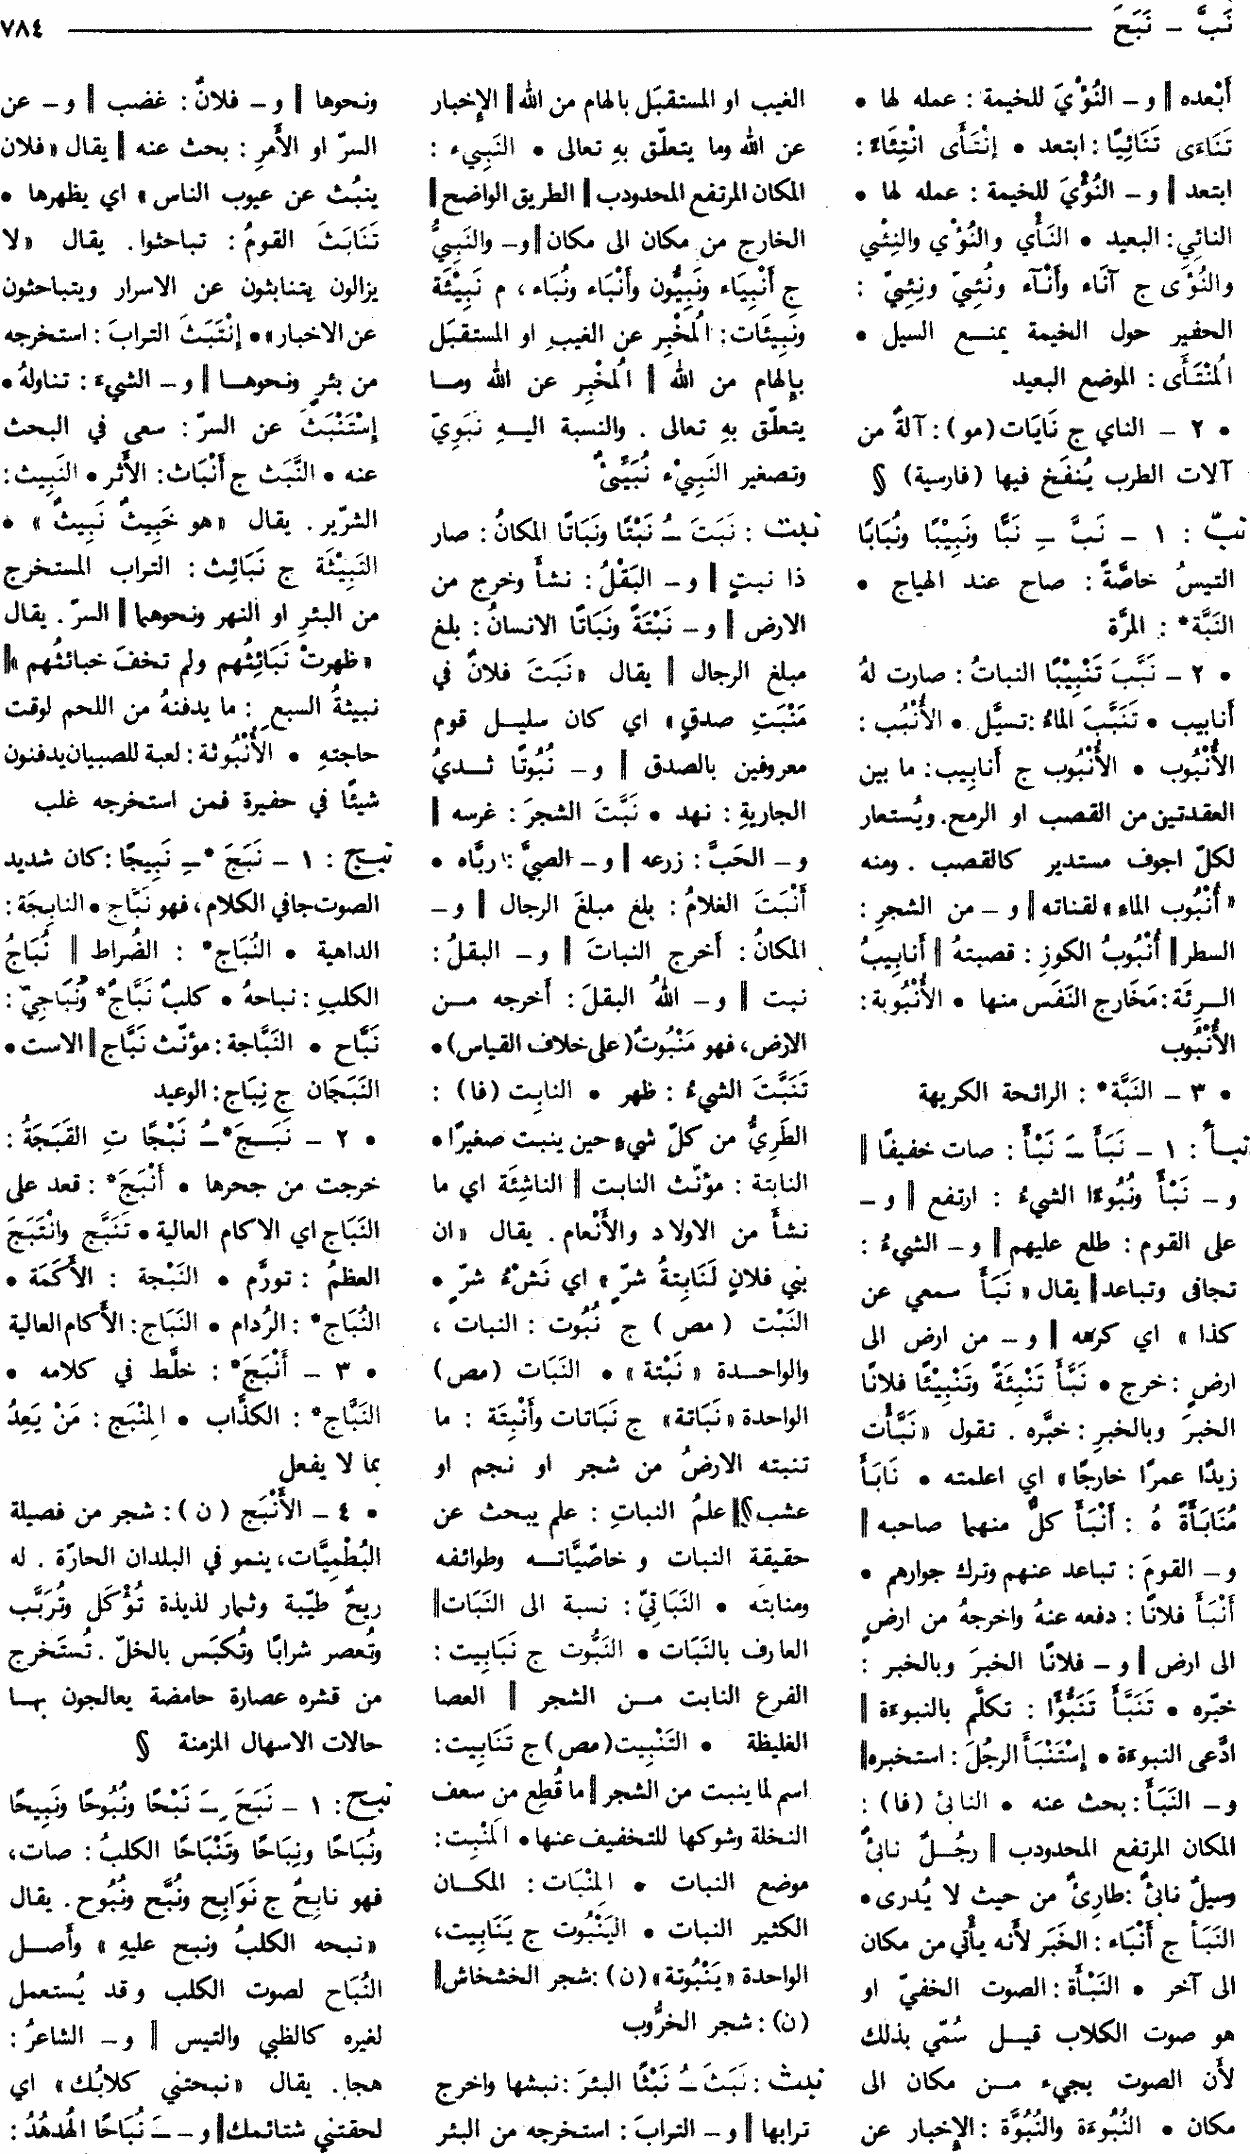 نَبَّ – نَبَحَ
٧٨٤
أَبْعده || و – النُؤْيَ للخيمة : عمله لها •
تَنَاءَى تَنَائِيًا : ابتعد • إِنْتَأَى انْتِئَاءً :
ابتعد || و – النُؤْيَ للخيمة : عمله لها •
النائِي : البعيد • النَأْي والنُؤْي والنِئْي
والنُؤَى ج آنَاء وأَنْآء ونُئِيّ ونِئِيّ :
الحفير حول الخيمة يمنع السيل •
المُنْتَأَى : الموضع البعيد
• ٢ – الناي ج نَايَات (مو) : آلةٌ من
آلات الطرب يُنفَخ فيها (فارسية) §
نبّ : ١ – نَبَّ ـِ نَبًّا ونَبِيْبًا ونُبَابًا
التيسُ خاصَّةً : صاح عند الهياج •
النَبَّة* : المرَّة
• ٢ – نَبَّبَ تَنْبِيْبًا النباتُ : صارت لهُ
أنابيب • تَنَبَّبَ الماءُ : تسيَّل • الأُنْبُب :
الأُنْبُوب • الأُنْبُوب ج أَنابِيب : ما بين
العقدتين من القصب او الرمح. ويُستعار
لكلّ اجوف مستدير كالقصب . ومنه
« أُنْبُوب الماء » لقناته || و – من الشجرِ :
السطر || أُنْبُوبُ الكوزِ : قصبتهُ || أَنابِيبُ
الرِئَة : مَخَارج النَفَس منها • الأُنْبُوبة :
الأُنْبُوب
• ٣ – النَبَّة* : الرائحة الكريهة
نبأ : ١ – نَبَأَ ـَ نَبْأً : صات خفيفًا ||
و – نَبْأً ونُبُوءًا الشيءُ : ارتفع || و –
على القوم : طلع عليهم || و – الشيءُ :
تجافى وتباعد || يقال « نَبَأَ سمعي عن
كذا » اي كرهه || و – من ارض الى
ارضٍ : خرج • نَبَّأَ تَنْبِئَةً وتَنْبِيْئًا فلانًا
الخبرَ وبالخبرِ : خبَّره . تقول « نَبَّأْت
زيدًا عمرًا خارجًا » اي اعلمته • نَابَأَ
مُنَابَأَةً هُ : أَنْبَأَ كلٌّ منهما صاحبه ||
و – القومَ : تباعد عنهم وترك جوارهم •
أَنْبَأَ فلانًا : دفعه عنهُ واخرجهُ من ارضٍ
الى ارض || و – فلانًا الخبرَ وبالخبر :
خبّره • تَنَبَّأَ تَنَبُّؤًا : تكلَّم بالنبوءة ||
ادَّعى النبوءة • إِسْتَنْبَأَ الرجُلَ : استخبره ||
و – النَبَأَ : بحث عنه • النابئ (فا) :
المكان المرتفع المحدودب || رجُلٌ نابئٌ
وسيلٌ نابئٌ : طارِئٌ من حيث لا يُدرى •
النَبَأ ج أَنْبَاء : الخَبَر لأنه يأتي من مكان
الى آخر • النَبْأَة : الصوت الخفيّ او
هو صوت الكلاب قيل سُمّي بذلك
لأن الصوت يجيء من مكان الى
مكان • النُبُوءَة والنُبُوَّة : الإخبار عن
الغيب او المستقبَل بالهام من الله || الإخبار
عن الله وما يتعلّق بهِ تعالى • النَبِيء :
المكان المرتفع المحدودب || الطريق الواضح ||
الخارج من مكان الى مكان || و – والنَبِيُّ
ج أَنْبِيَاء ونَبِيُّون وأَنْبَاء ونُبَاء ، م نَبِيْئَة
ونَبِيئَات : المُخْبِر عن الغيب او المستقبَل
بإلهام من الله || المُخْبِر عن الله وما
يتعلّق بهِ تعالى . والنسبة اليهِ نَبَوِيّ
وتصغير النَبِيْء نُبَيِّئٌ
نبت : نَبَتَ ـُ نَبْتًا ونَبَاتًا المكانُ : صار
ذا نبتٍ || و – البَقْلُ : نشأَ وخرج من
الارض || و – نَبْتَةً ونَبَاتًا الانسانُ : بلغ
مبلغ الرجال || يقال « نَبَتَ فلانٌ في
مَنْبَتِ صدقٍ » اي كان سليل قوم
معروفين بالصدق || و – نُبُوتًا ثديُ
الجاريةِ : نهد • نَبَّتَ الشجرَ : غرسه ||
و – الحَبَّ : زرعه || و – الصبيَّ : ربَّاه •
أَنْبَتَ الغلامُ : بلغ مبلغَ الرجال || و –
المكانُ : أَخرج النباتَ || و – البقلُ :
نبت || و – اللهُ البقلَ : أَخرجه من
الارض، فهو مَنْبُوتٌ (على خلاف القياس) •
تَنَبَّتَ الشيءُ : ظهر • النابِت (فا) :
الطَرِيُّ من كلّ شيءٍ حين ينبت صغيرًا •
النابتة : مؤنّث النابت || الناشِئَة اي ما
نشأَ من الاولاد والأَنْعام . يقال « ان
بني فلانٍ لَنَابِتةُ شرٍّ » اي نَشْءُ شرٍّ •
النَبْت ( مص ) ج نُبُوت : النبات ،
والواحدة « نَبْتة » • النَبَات (مص)
الواحدة « نَبَاتة » ج نَبَاتات وأَنْبِتَة : ما
تنبته الارضُ من شجر او نجم او
عشب § || علمُ النباتِ : علم يبحث عن
حقيقة النبات و خاصّيَّاته وطوائفه
ومنابته • النَبَاتيّ : نسبة الى النَبَات ||
العارف بالنَبَات • النَبُّوت ج نَبَابِيت :
الفرع النابت من الشجر || العصا
الغليظة • التَنْبِيت (مص) ج تَنَابِيت :
اسم لما ينبت من الشجر || ما قُطِع من سعف
النخلة وشوكها للتخفيف عنها • المَنْبِت :
موضع النبات • المِنْبَات : المكان
الكثير النبات • اليَنْبُوت ج يَنَابِيت،
الواحدة « يَنْبُوتة » (ن) : شجر الخشخاش ||
(ن) : شجر الخرُّوب
نبث : نَبَثَ ـُ نَبْثًا البئرَ : نبشها واخرج
ترابها || و – الترابَ : استخرجه من البئر
ونحوها || و – فلانٌ : غضب || و – عن
السرّ او الأَمرِ : بحث عنه || يقال « فلان
ينبُث عن عيوب الناس » اي يظهرها •
تَنَابَثَ القومُ : تباحثوا. يقال « لا
يزالون يتنابثون عن الاسرار ويتباحثون
عن الاخبار » • إِنْتَبَثَ الترابَ : استخرجه
من بئرٍ ونحوها || و – الشيءَ : تناولهُ •
إِسْتَنْبَثَ عن السرّ : سعى في البحث
عنه • النَّبَث ج أَنْبَاث : الأَثر • النَبِيث :
الشرّير. يقال « هو خَبِيثٌ نَبِيثٌ » •
النَبِيْثَة ج نَبَائِث : التراب المستخرج
من البئرِ او النهر ونحوهما || السرّ. يقال
« ظهرتْ نَبَائِثُهم ولم تخفَ خبائثُهم » ||
نبيثةُ السبعِ : ما يدفنهُ من اللحم لوقت
حاجتهِ • الأُنْبُوثة : لعبة للصبيان يدفنون
شيئًا في حفيرة فمن استخرجه غلب
نبج : ١ – نَبَجَ* ـِ نَبِيجًا : كان شديد
الصوت جافي الكلام، فهو نَبَّاج • النابِجَة :
الداهية • النُبَاج* : الضُراط || نُبَاجُ
الكلبِ : نباحهُ • كلبٌ نَبَّاجٌ* ونُبَاجِيّ :
نَبَّاح • النَبَّاجة : مؤنّث نَبَّاج || الاست •
النَبَجَان ج نِبَاج : الوعيد
• ٢ – نَبَجَ* ـُ نَبْجًا تِ القَبَجَةُ :
خرجت من جحرها • أَنْبَجَ* : قعد على
النَبَاج اي الاكام العالية • تَنَبَّج وانْتَبَجَ
العظمُ : تورَّم • النَبْجة : الأَكَمَة •
النُبَاج* : الرُدام • النَبَاج : الأَكام العالية
• ٣ – أَنْبَجَ* : خلَّط في كلامه •
النَبَّاج* : الكذَّاب • المِنْبَج : مَنْ يَعِدُ
بما لا يفعل
• ٤ – الأَنْبَج ( ن ) : شجر من فصيلة
البُطْمِيَّات، ينمو في البلدان الحارّة . له
ريحٌ طيّبة وثمار لذيذة تُؤكَل وتُرَبَّب
وتُعصر شرابًا وتُكبَس بالخلّ . تُستَخرج
من قشره عصارة حامضة يعالجون بها
حالات الاسهال المزمنة §
نبح : ١ – نَبَحَ ـِـَ نَبْحًا ونُبُوحًا ونَبِيحًا
ونُبَاحًا ونِبَاحًا وتَنْبَاحًا الكلبُ : صات،
فهو نابِحٌ ج نَوَابِح ونُبَّح ونُبُوح . يقال
« نبحه الكلبُ ونبح عليهِ » وأَصل
النُبَاح لصوت الكلب وقد يُستعمل
لغيره كالظبي والتيس || و – الشاعرُ :
هجا. يقال « نبحتني كلابُك » اي
لحقتني شتائمك || و – ـَ نُبَاحًا الهُدهُدُ :